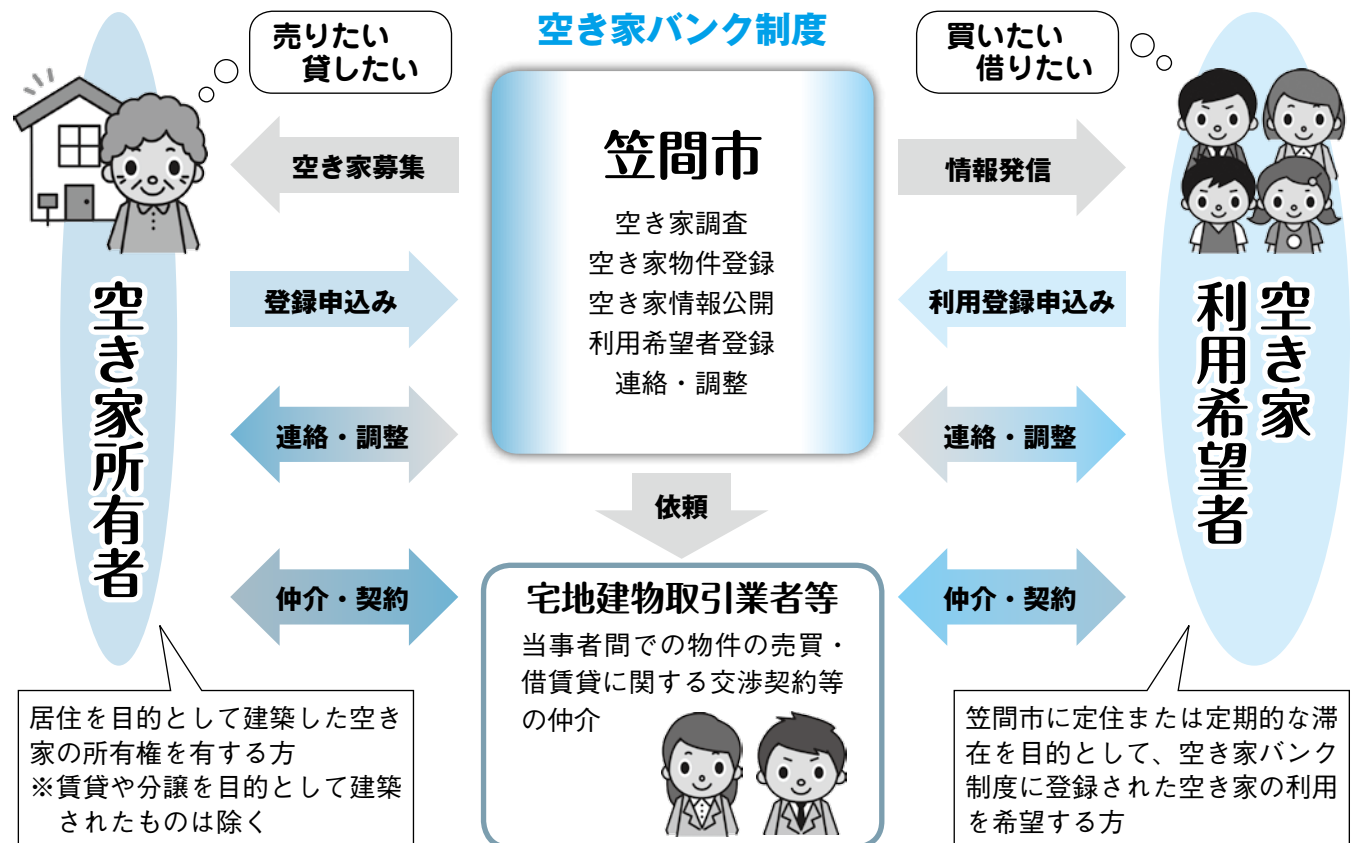 空き家バンク制度
売りたい
貸したい
買いたい
借りたい
笠間市
空き家調査
空き家物件登録
空き家情報公開
利用希望者登録
連絡・調整
空き家募集
登録申込み
連絡・調整
仲介・契約
情報発信
利用登録申込み
連絡・調整
仲介・契約
依頼
空き家所有者
空き家
利用希望者
宅地建物取引業者等
当事者間での物件の売買・
借賃貸に関する交渉契約等
の仲介
居住を目的として建築した空き
家の所有権を有する方
※賃貸や分譲を目的として建築
されたものは除く
笠間市に定住または定期的な滞
在を目的として、空き家バンク
制度に登録された空き家の利用
を希望する方